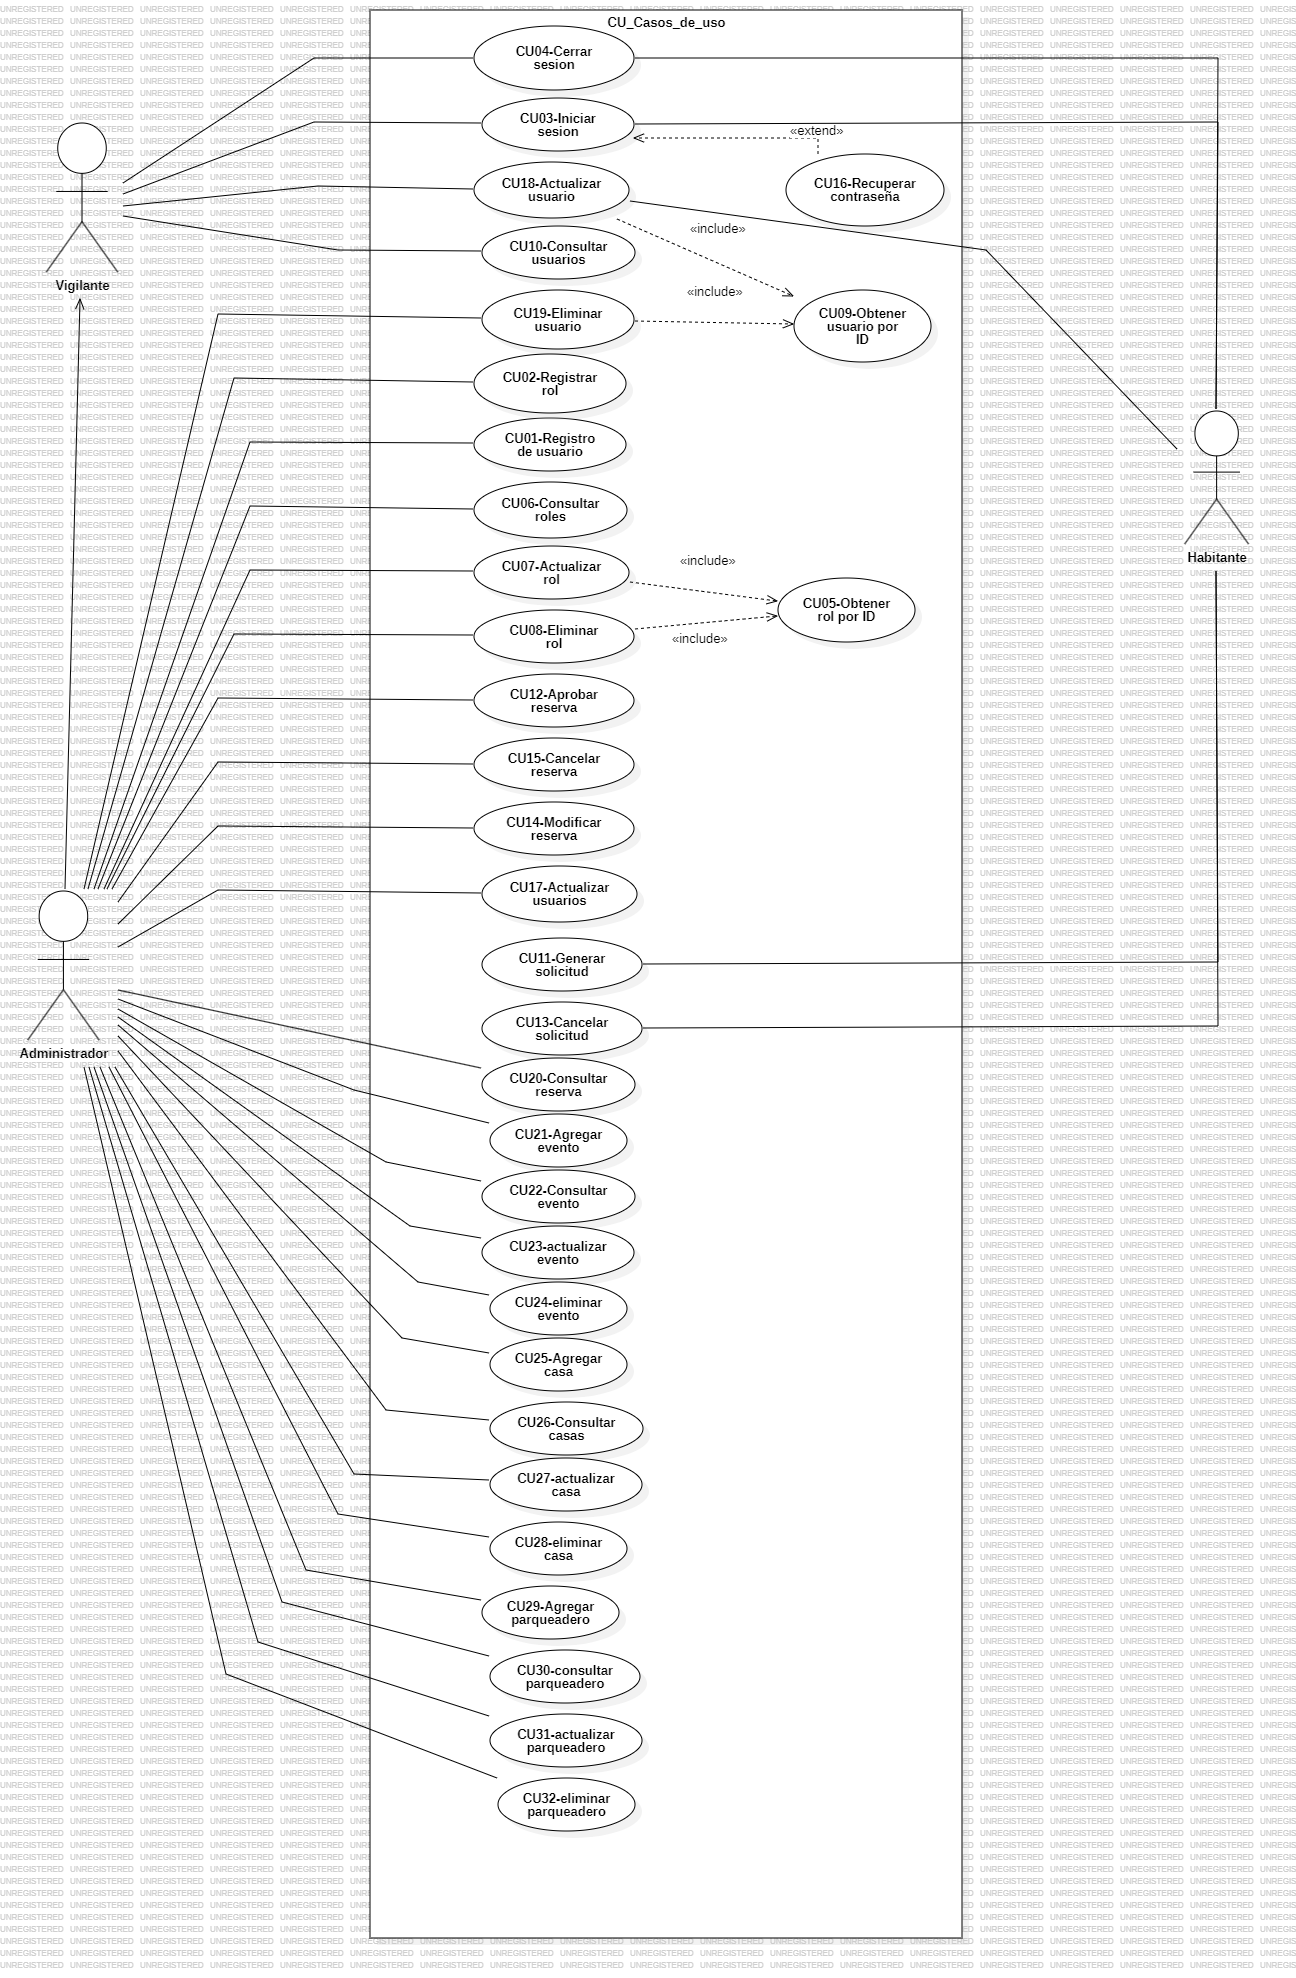 CU_Casos_de_uso
CU04-Cerrar
sesion
CU03-Iniciar
sesion
«extend»
CU16-Recuperar
contraseña
CU18-Actualizar
usuario
«include»
CU10-Consultar
usuarios
Vigilante
«include»
CU19-Eliminar
usuario
CU09-Obtener
usuario por
ID
CU02-Registrar
rol
CU01-Registro
de usuario
CU06-Consultar
roles
Habitante
«include»
CU07-Actualizar
rol
CU05-Obtener
rol por ID
CU08-Eliminar
rol
«include»
CU12-Aprobar
reserva
CU15-Cancelar
reserva
CU14-Modificar
reserva
CU17-Actualizar
usuarios
CU11-Generar
solicitud
CU13-Cancelar
solicitud
Administrador
CU20-Consultar
reserva
CU21-Agregar
evento
CU22-Consultar
evento
CU23-actualizar
evento
CU24-eliminar
evento
CU25-Agregar
casa
CU26-Consultar
casas
CU27-actualizar
casa
CU28-eliminar
casa
CU29-Agregar
parqueadero
CU30-consultar
parqueadero
CU31-actualizar
parqueadero
CU32-eliminar
parqueadero
UNREGISTERED